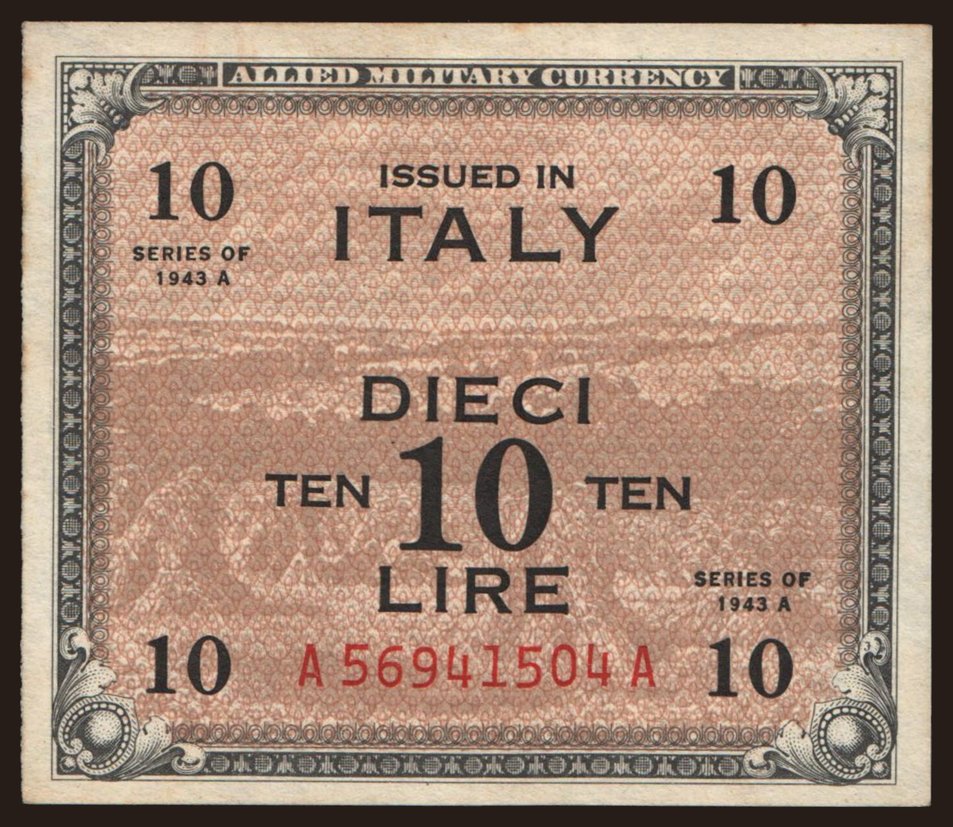 ALLIED MILITARY CURRENCY
10 ISSUED IN 10
ITALY
SERIES OF
1943 A
DIECI
TEN 10 TEN
LIRE
SERIES OF
1943 A
10 A 56941504 A 10